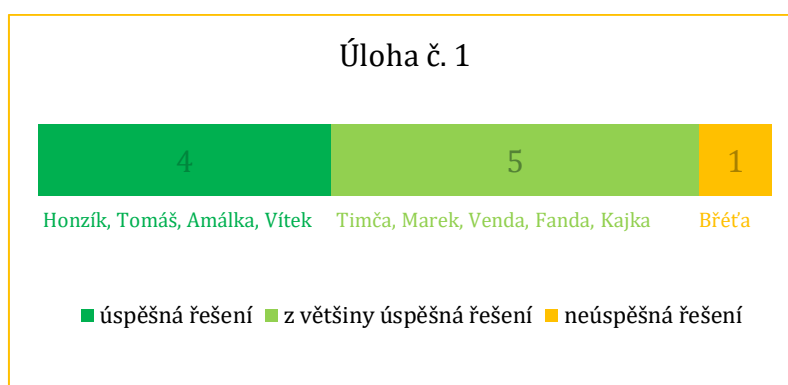 Úloha č. 1
4 5 1
Honzík, Tomáš, Amálka, Vítek Timča, Marek, Venda, Fanda, Kajka Břéťa
úspěšná řešení z většiny úspěšná řešení neúspěšná řešení